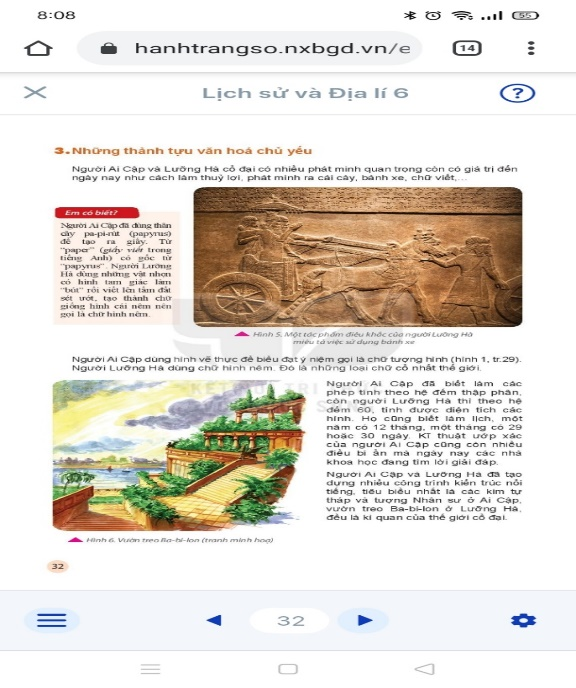 8:08
55
hanhtrangso.nxbgd.vn/e
14
Lịch sử và Địa lí 6
?
3. Những thành tựu văn hoá chủ yếu
Người Ai Cập và Lưỡng Hà cổ đại có nhiều phát minh quan trọng còn có giá trị đến
ngày nay như cách làm thuỷ lợi, phát minh ra cái cày, bánh xe, chữ viết,...
Em có biết?
Người Ai Cập đã dùng thân
cây pa-pi-rút (papyrus)
để tạo ra giấy. Từ
"paper" (giấy viết trong
tiếng Anh) có gốc từ
"papyrus". Người Lưỡng
Hà dùng những vật nhọn
có hình tam giác làm
"bút" rồi viết lên tấm đất
sét ướt, tạo thành chữ
giống hình cái nêm nên
gọi là chữ hình nêm.
Hình 5. Một tác phẩm điêu khắc của người Lưỡng Hà
miêu tả việc sử dụng bánh xe
Người Ai Cập dùng hình vẽ thực để biểu đạt ý niệm gọi là chữ tượng hình (hình 1, tr.29).
Người Lưỡng Hà dùng chữ hình nêm. Đó là những loại chữ cổ nhất thế giới.
Người Ai Cập đã biết làm các
phép tính theo hệ đếm thập phân,
còn người Lưỡng Hà thì theo hệ
đếm 60, tính được diện tích các
hình. Họ cũng biết làm lịch, một
năm có 12 tháng, một tháng có 29
hoặc 30 ngày. Kĩ thuật ướp xác
của người Ai Cập cũng còn nhiều
điều bí ẩn mà ngày nay các nhà
khoa học đang tìm lời giải đáp.
Người Ai Cập và Lưỡng Hà đã tạo
dựng nhiều công trình kiến trúc nổi
tiếng, tiêu biểu nhất là các kim tự
tháp và tượng Nhân sư ở Ai Cập,
vườn treo Ba-bi-lon ở Lưỡng Hà,
đều là kì quan của thế giới cổ đại.
Hình 6. Vườn treo Ba-bi-lon (tranh minh hoạ)
32
32